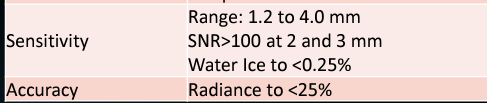 Range: 1.2 to 4.0 mm
Sensitivity
SNR>100 at 2 and 3 mm
Water Ice to <0.25%
Accuracy
Radiance to <25%